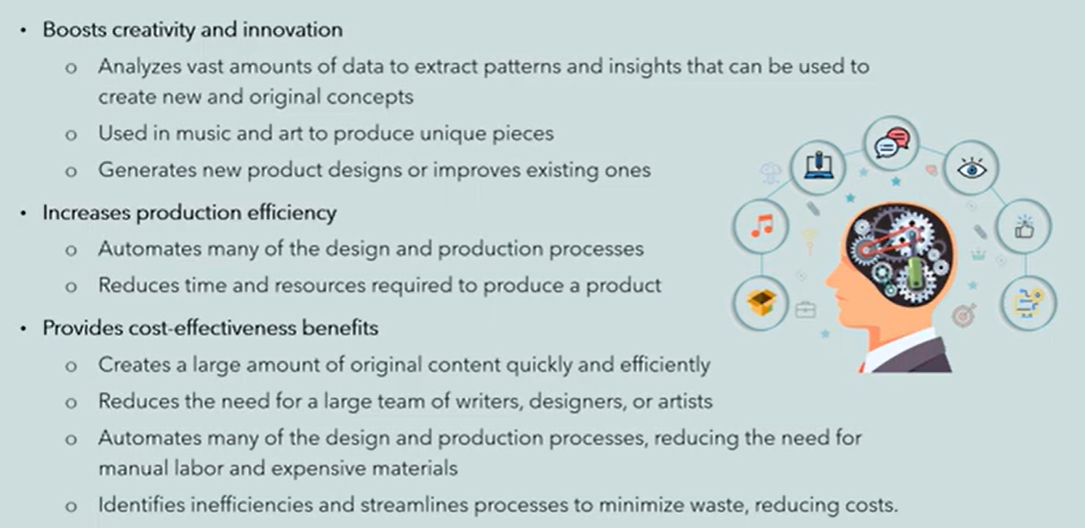 • Boosts creativity and innovation
o Analyzes vast amounts of data to extract patterns and insights that can be used to
create new and original concepts
o Used in music and art to produce unique pieces
o Generates new product designs or improves existing ones
• Increases production efficiency
o Automates many of the design and production processes
o Reduces time and resources required to produce a product
• Provides cost-effectiveness benefits
o Creates a large amount of original content quickly and efficiently
o Reduces the need for a large team of writers, designers, or artists
o Automates many of the design and production processes, reducing the need for
manual labor and expensive materials
o Identifies inefficiencies and streamlines processes to minimize waste, reducing costs.